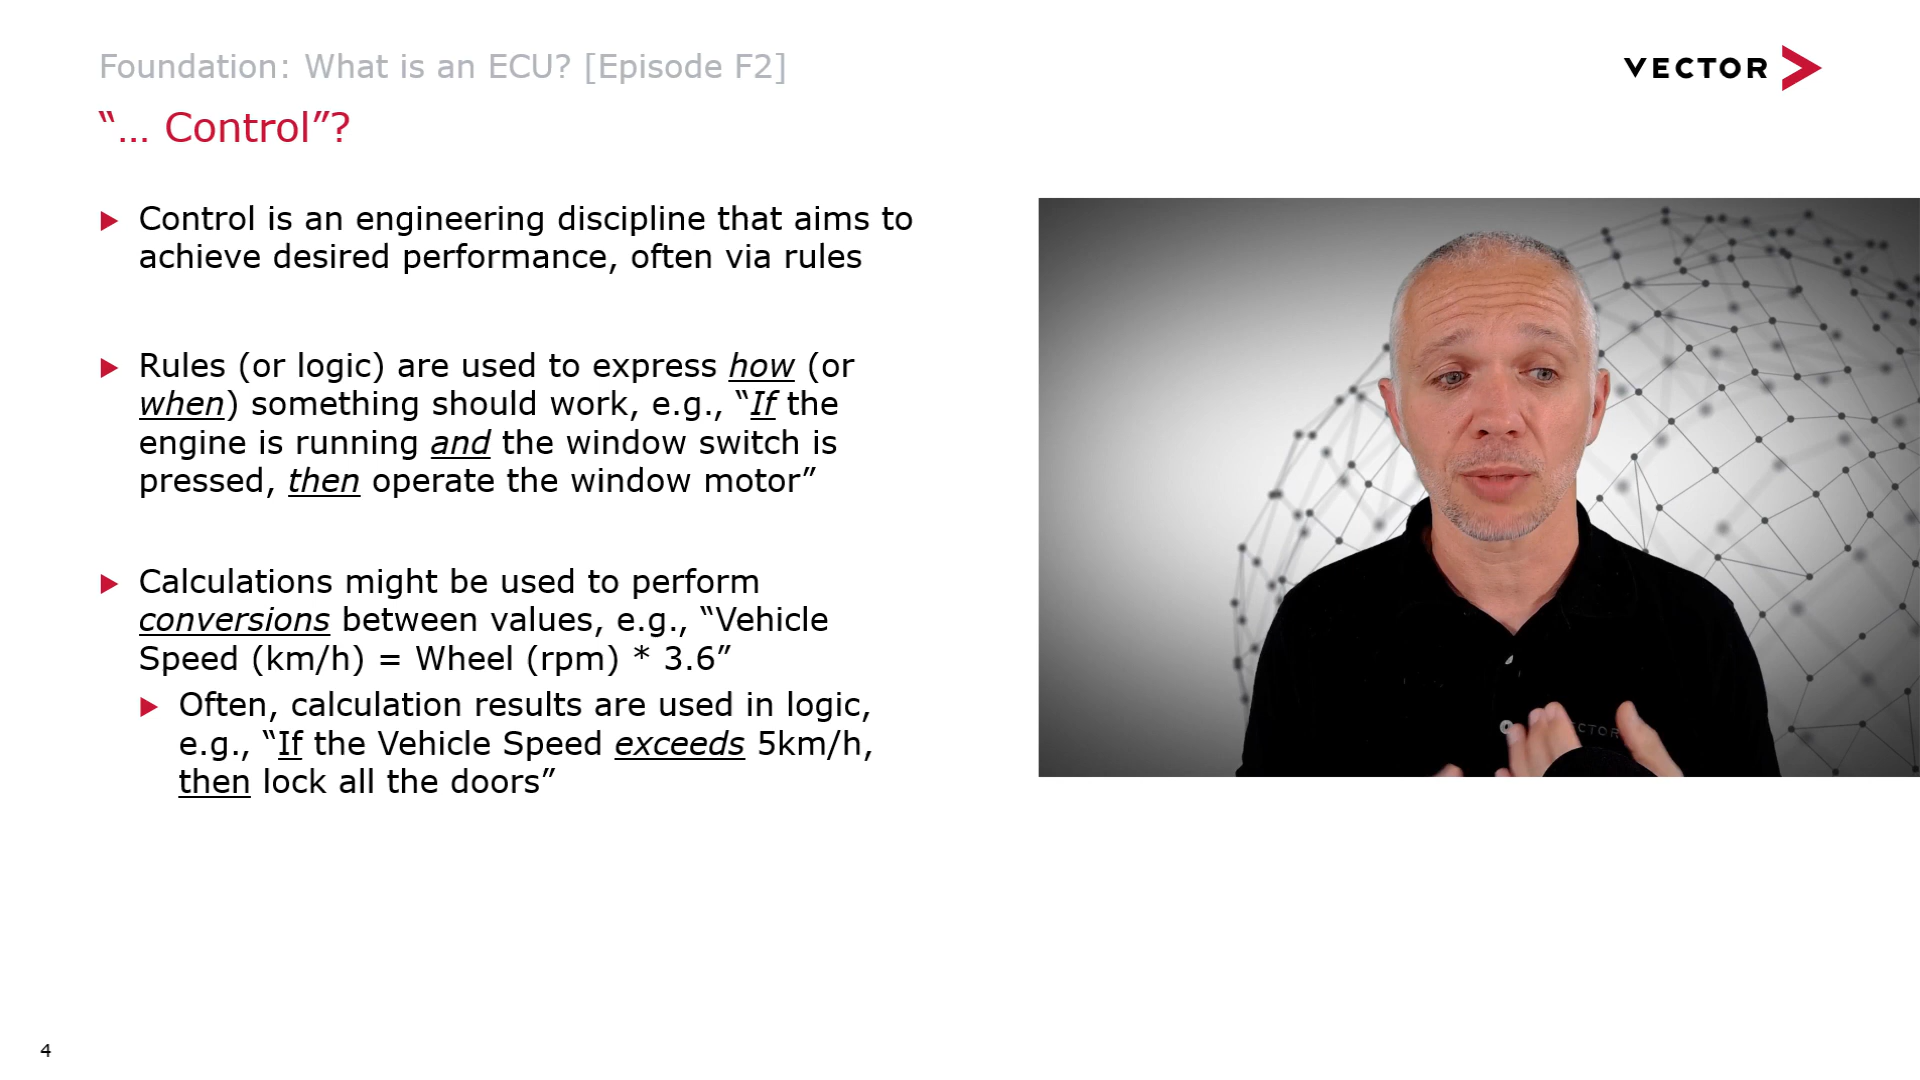 Foundation: What is an ECU? [Episode F2]
VECTOR
“… Control”?
Control is an engineering discipline that aims to
achieve desired performance, often via rules
Rules (or logic) are used to express how (or
when) something should work, e.g., “If the
engine is running and the window switch is
pressed, then operate the window motor”
Calculations might be used to perform
conversions between values, e.g., “Vehicle
Speed (km/h) = Wheel (rpm) * 3.6”
Often, calculation results are used in logic,
e.g., “If the Vehicle Speed exceeds 5km/h,
then lock all the doors”
4